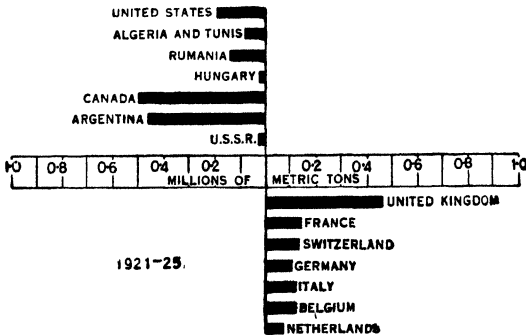 UNITED STATES
ALGERIA AND TUNIS
RUMANIA
HUNGARY
CANADA
ARGENTINA
U.S.S.R.
1·0 0·8 0·6 0·4 0·2 0 0·2 0·4 0·6 0·8 1·0
MILLIONS OF METRIC TONS
UNITED KINGDOM
FRANCE
SWITZERLAND
1921-25.
GERMANY
ITALY
BELGIUM
NETHERLANDS